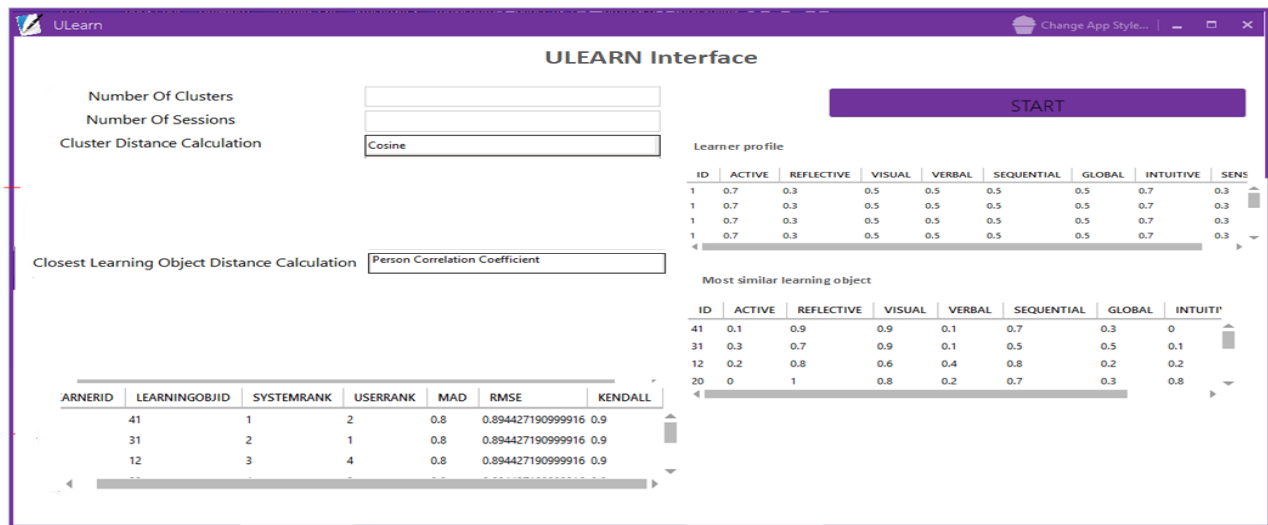 ULearn
Change App Style...
ULEARN Interface
Number Of Clusters
START
Number Of Sessions
Cluster Distance Calculation
Cosine
Learner profile
ID ACTIVE REFLECTIVE VISUAL VERBAL SEQUENTIAL GLOBAL INTUITIVE SENS
1 0.7 0.3 0.5 0.5 0.5 0.5 0.7 0.3
1 0.7 0.3 0.5 0.5 0.5 0.5 0.7 0.3
1 0.7 0.3 0.5 0.5 0.5 0.5 0.7 0.3
1 0.7 0.3 0.5 0.5 0.5 0.5 0.7 0.3
Closest Learning Object Distance Calculation
Person Correlation Coefficient
Most similar learning object
ID ACTIVE REFLECTIVE VISUAL VERBAL SEQUENTIAL GLOBAL INTUITI
41 0.1 0.9 0.9 0.1 0.7 0.3 0
31 0.3 0.7 0.9 0.1 0.5 0.5 0.1
12 0.2 0.8 0.6 0.4 0.8 0.2 0.2
20 0 1 0.8 0.2 0.7 0.3 0.8
ARNERID LEARNINGOBJID SYSTEMRANK USERRANK MAD RMSE KENDALL
41 1 2 0.8 0.894427190999916 0.9
31 2 1 0.8 0.894427190999916 0.9
12 3 4 0.8 0.894427190999916 0.9